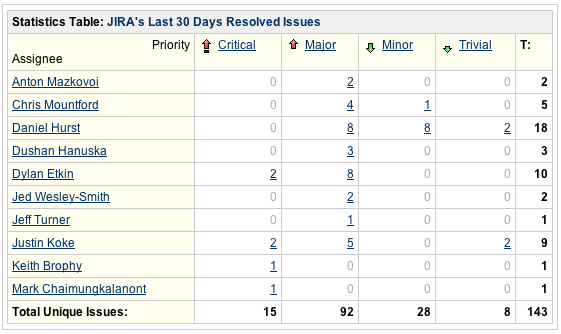 Statistics Table: JIRA's Last 30 Days Resolved Issues
Priority Critical Major Minor Trivial T:
Assignee
Anton Mazkovoi 0 2 0 0 2
Chris Mountford 0 4 1 0 5
Daniel Hurst 0 8 8 2 18
Dushan Hanuska 0 3 0 0 3
Dylan Etkin 2 8 0 0 10
Jed Wesley-Smith 0 2 0 0 2
Jeff Turner 0 1 0 0 1
Justin Koke 2 5 0 2 9
Keith Brophy 1 0 0 0 1
Mark Chaimungkalanont 1 0 0 0 1
Total Unique Issues: 15 92 28 8 143